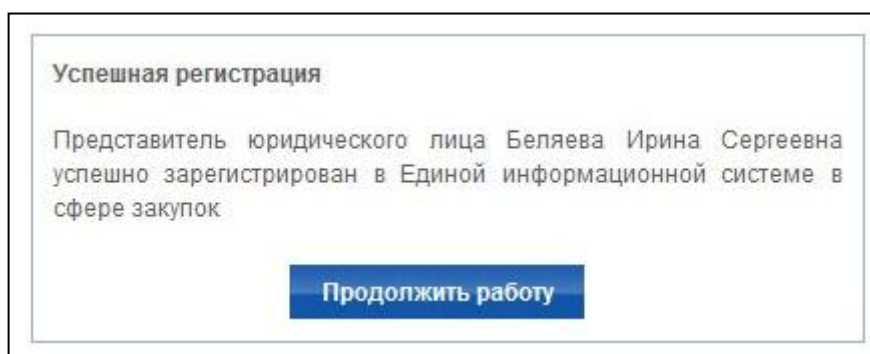 Успешная регистрация
Представитель юридического лица Беляева Ирина Сергеевна
успешно зарегистрирован в Единой информационной системе в
сфере закупок
Продолжить работу